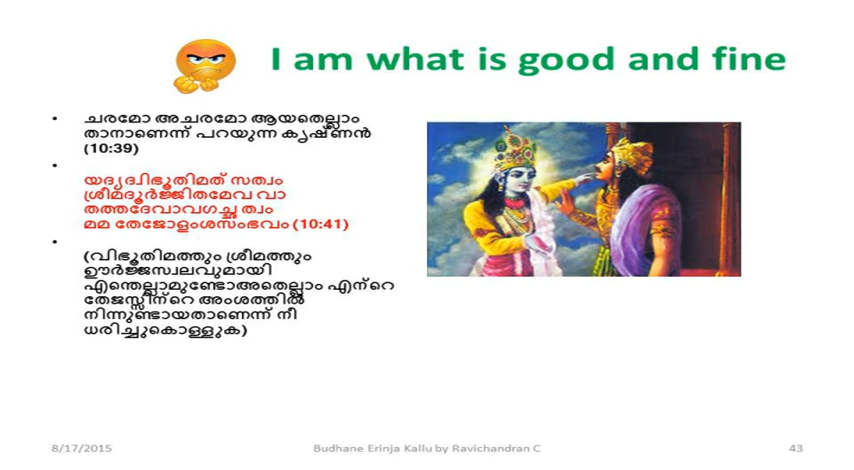 I am what is good and fine
• ചരമോ അചരമോ ആയതെല്ലാം
താനാണെന്ന് പറയുന്ന കൃഷ്ണൻ
(10:39)
•
യദ്യദ്വിഭൂതിമത് സത്വം
ശ്രീമദൂർജ്ജിതമേവ വാ
തത്തദേവാവഗച്ഛ ത്വം
മമ തേജോളംശസംഭവം (10:41)
•
(വിഭൂതിമത്തും ശ്രീമത്തും
ഊർജ്ജസ്വലവുമായി
എന്തെല്ലാമുണ്ടോഅതെല്ലാം എന്റെ
തേജസ്സിന്റെ അംശത്തിൽ
നിന്നുണ്ടായതാണെന്ന് നീ
ധരിച്ചുകൊള്ളുക)
8/17/2015
Budhane Erinja Kallu by Ravichandran C
43